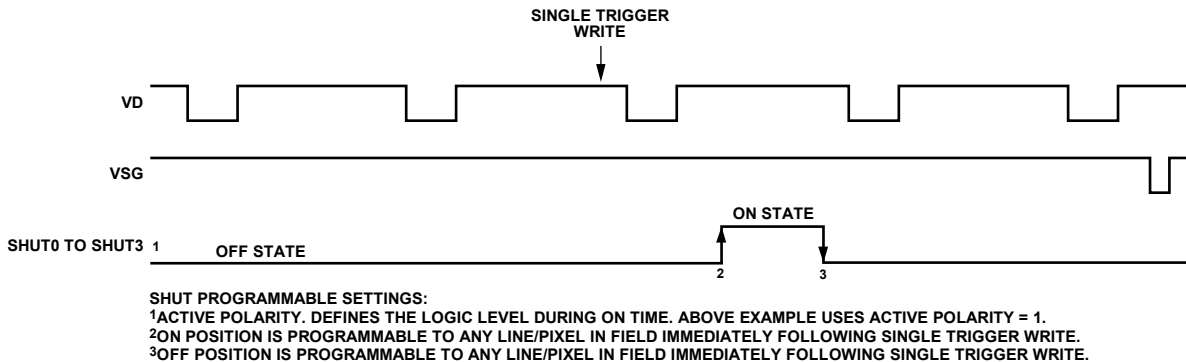 SINGLE TRIGGER
WRITE
VD
VSG
ON STATE
SHUT0 TO SHUT3 1
OFF STATE
2
3
SHUT PROGRAMMABLE SETTINGS:
1ACTIVE POLARITY. DEFINES THE LOGIC LEVEL DURING ON TIME. ABOVE EXAMPLE USES ACTIVE POLARITY = 1.
2ON POSITION IS PROGRAMMABLE TO ANY LINE/PIXEL IN FIELD IMMEDIATELY FOLLOWING SINGLE TRIGGER WRITE.
3OFF POSITION IS PROGRAMMABLE TO ANY LINE/PIXEL IN FIELD IMMEDIATELY FOLLOWING SINGLE TRIGGER WRITE.